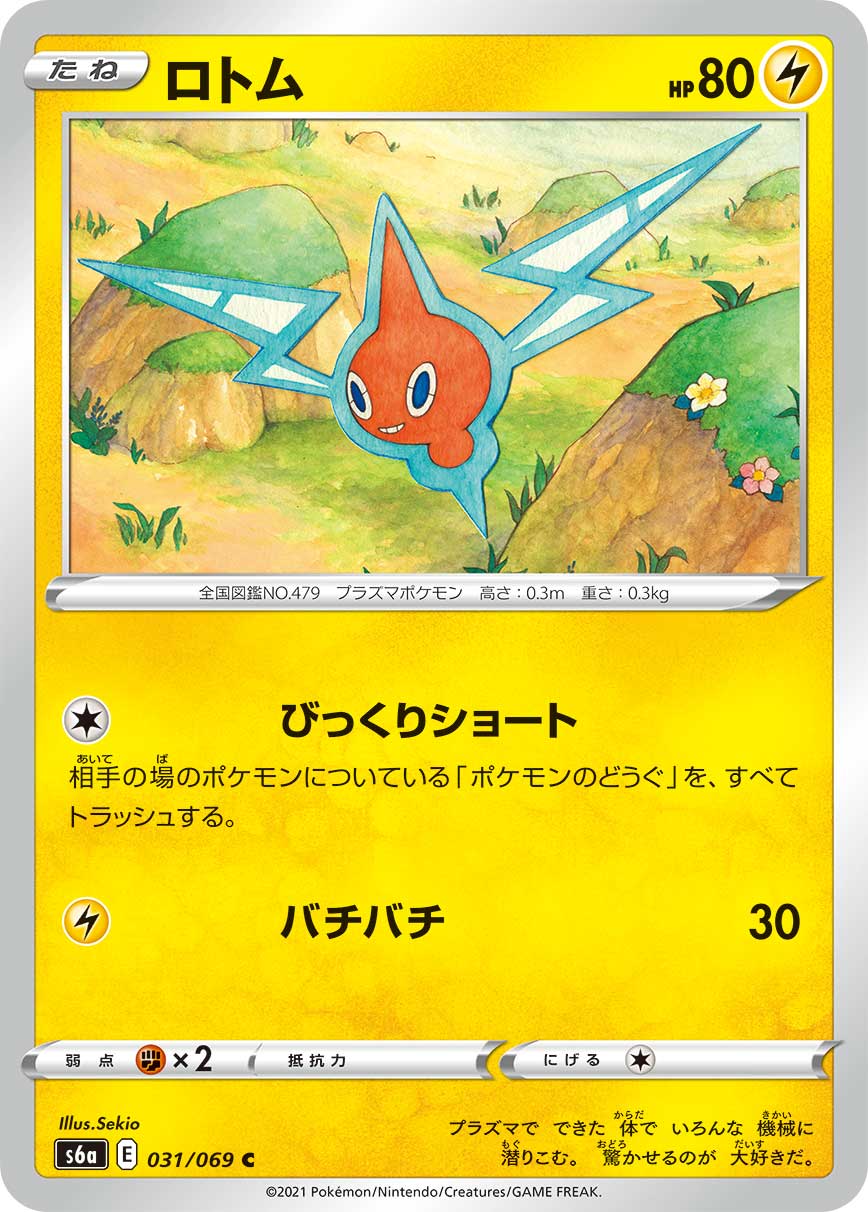 たね ロトム HP80
全国図鑑NO.479 プラズマポケモン 高さ：0.3m 重さ：0.3kg
びっくりショート
あいて ば
相手の場のポケモンについている「ポケモンのどうぐ」を、すべて
トラッシュする。
バチバチ 30
弱点 ×2 抵抗力 にげる
Illus.Sekio
s6a E 031/069 C
からだ きかい
プラズマで できた 体で いろんな 機械に
もぐ おどろ だいす
潜りこむ。 驚かせるのが 大好きだ。
©2021 Pokémon/Nintendo/Creatures/GAME FREAK.